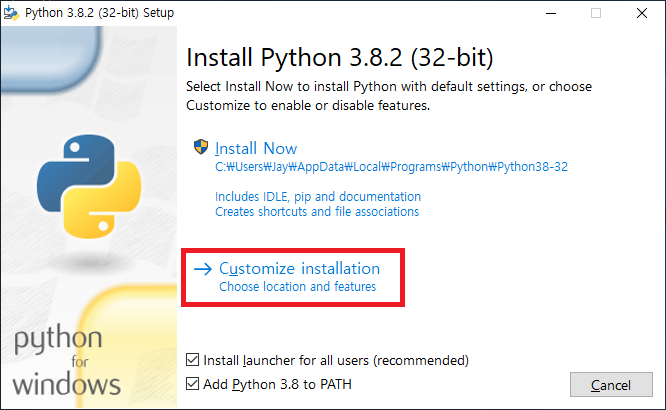 Python 3.8.2 (32-bit) Setup
Install Python 3.8.2 (32-bit)
Select Install Now to install Python with default settings, or choose
Customize to enable or disable features.
Install Now
C:₩Users₩Jay₩AppData₩Local₩Programs₩Python₩Python38-32
Includes IDLE, pip and documentation
Creates shortcuts and file associations
Customize installation
Choose location and features
python
for
windows
Install launcher for all users (recommended)
Add Python 3.8 to PATH
Cancel